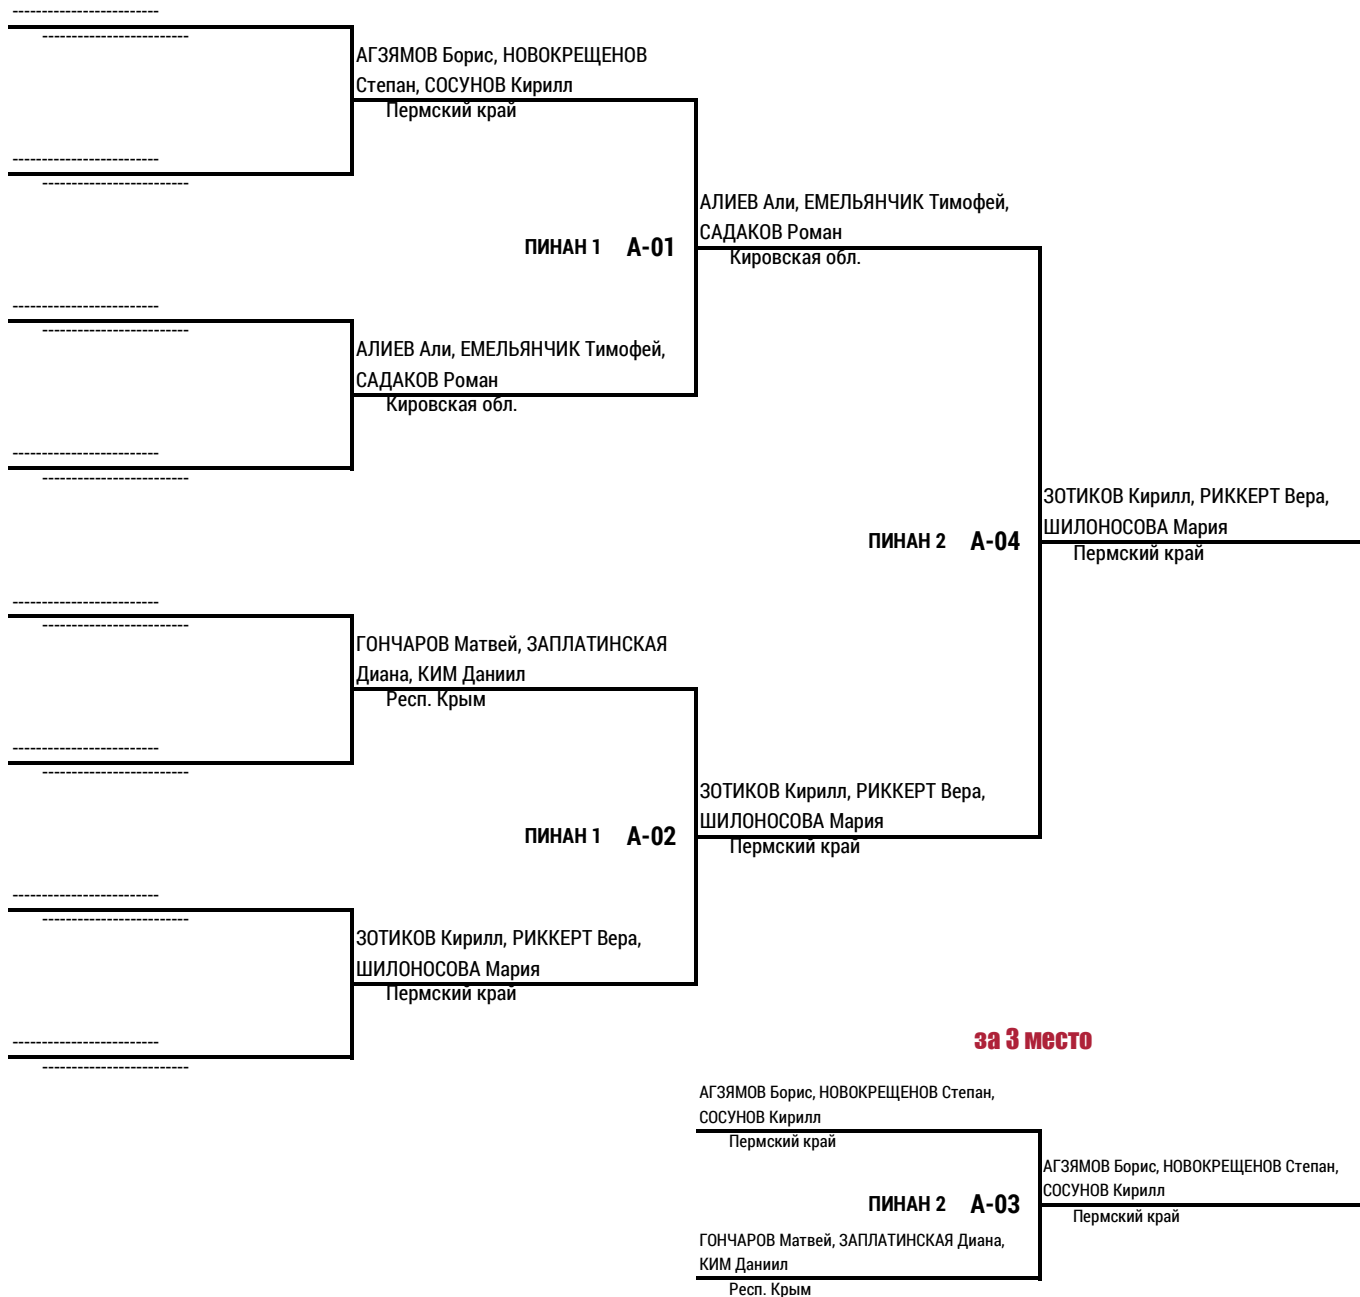 --------------------------
--------------------------
АГЗЯМОВ Борис, НОВОКРЕЩЕНОВ
Степан, СОСУНОВ Кирилл
Пермский край
--------------------------
--------------------------
АЛИЕВ Али, ЕМЕЛЬЯНЧИК Тимофей,
САДАКОВ Роман
Кировская обл.
ПИНАН 1 A-01
--------------------------
--------------------------
АЛИЕВ Али, ЕМЕЛЬЯНЧИК Тимофей,
САДАКОВ Роман
Кировская обл.
--------------------------
--------------------------
ЗОТИКОВ Кирилл, РИККЕРТ Вера,
ШИЛОНОСОВА Мария
Пермский край
ПИНАН 2 A-04
--------------------------
--------------------------
ГОНЧАРОВ Матвей, ЗАПЛАТИНСКАЯ
Диана, КИМ Даниил
Респ. Крым
--------------------------
--------------------------
ЗОТИКОВ Кирилл, РИККЕРТ Вера,
ШИЛОНОСОВА Мария
Пермский край
ПИНАН 1 A-02
--------------------------
--------------------------
ЗОТИКОВ Кирилл, РИККЕРТ Вера,
ШИЛОНОСОВА Мария
Пермский край
--------------------------
--------------------------
за 3 место
АГЗЯМОВ Борис, НОВОКРЕЩЕНОВ Степан,
СОСУНОВ Кирилл
Пермский край
АГЗЯМОВ Борис, НОВОКРЕЩЕНОВ Степан,
СОСУНОВ Кирилл
Пермский край
ПИНАН 2 A-03
ГОНЧАРОВ Матвей, ЗАПЛАТИНСКАЯ Диана,
КИМ Даниил
Респ. Крым